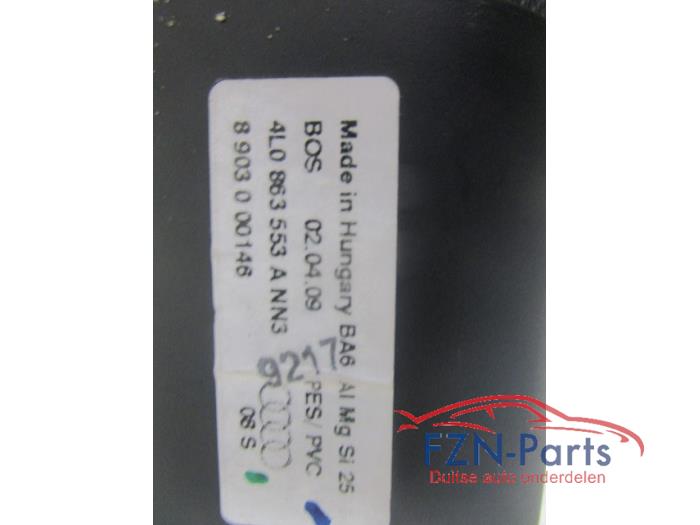 Made in Hungary BA6 Al Mg Si 25
BOS 02.04.09 PES/ PVC
4L0 863 553 A NN3
8 903 0 00146
08 S
FZN-Parts
Duitse auto onderdelen